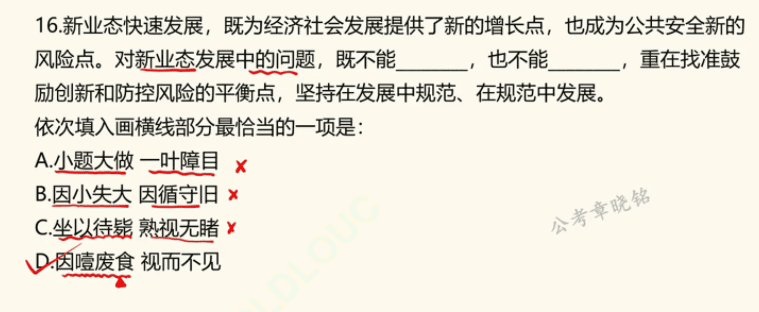 16.新业态快速发展，既为经济社会发展提供了新的增长点，也成为公共安全新的
风险点。对新业态发展中的问题，既不能_______，也不能_______，重在找准鼓
励创新和防控风险的平衡点，坚持在发展中规范、在规范中发展。
依次填入画横线部分最恰当的一项是：
A.小题大做 一叶障目
B.因小失大 因循守旧
C.坐以待毙 熟视无睹
公考章晓铭
D.因噎废食 视而不见